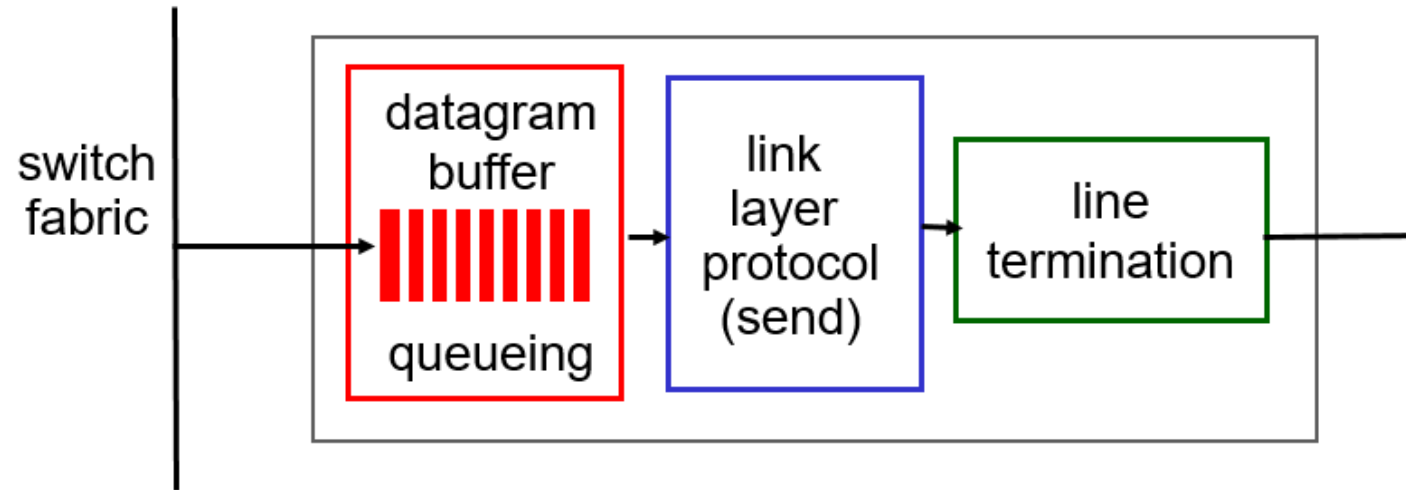 switch
fabric
datagram
buffer
queueing
link
layer
protocol
(send)
line
termination